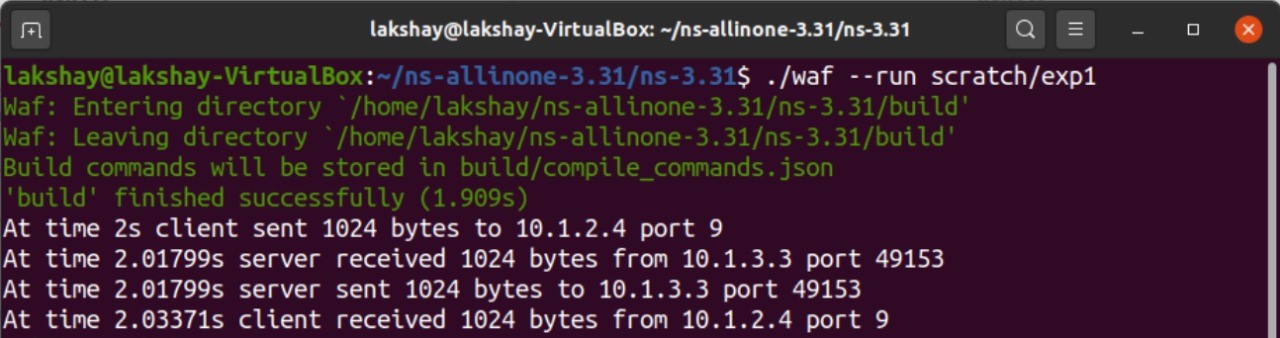 lakshay@lakshay-VirtualBox: ~/ns-allinone-3.31/ns-3.31
lakshay@lakshay-VirtualBox:~/ns-allinone-3.31/ns-3.31$ ./waf --run scratch/exp1
Waf: Entering directory `/home/lakshay/ns-allinone-3.31/ns-3.31/build'
Waf: Leaving directory `/home/lakshay/ns-allinone-3.31/ns-3.31/build'
Build commands will be stored in build/compile_commands.json
'build' finished successfully (1.909s)
At time 2s client sent 1024 bytes to 10.1.2.4 port 9
At time 2.01799s server received 1024 bytes from 10.1.3.3 port 49153
At time 2.01799s server sent 1024 bytes to 10.1.3.3 port 49153
At time 2.03371s client received 1024 bytes from 10.1.2.4 port 9